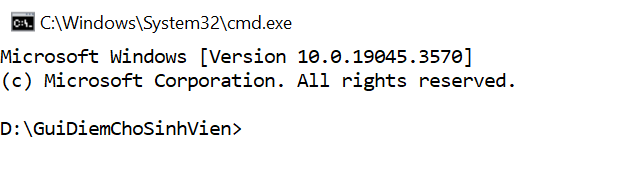 C:\Windows\System32\cmd.exe
Microsoft Windows [Version 10.0.19045.3570]
(c) Microsoft Corporation. All rights reserved.
D:\GuiDiemChoSinhVien>